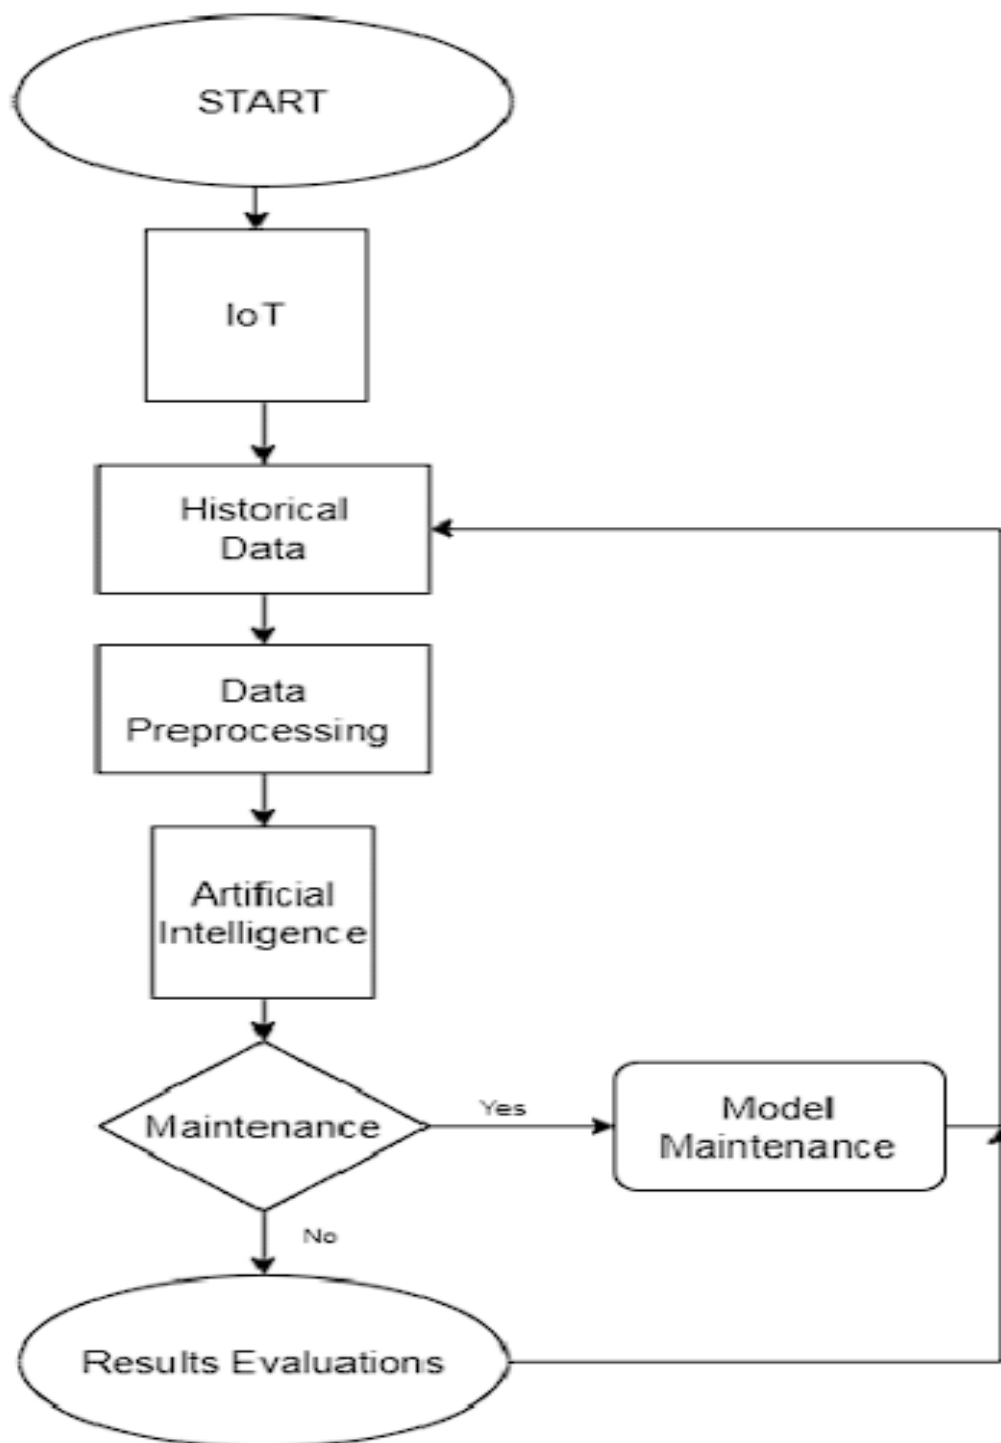 START
IoT
Historical
Data
Data
Preprocessing
Artificial
Intelligence
Maintenance
Yes
Model
Maintenance
No
Results Evaluations